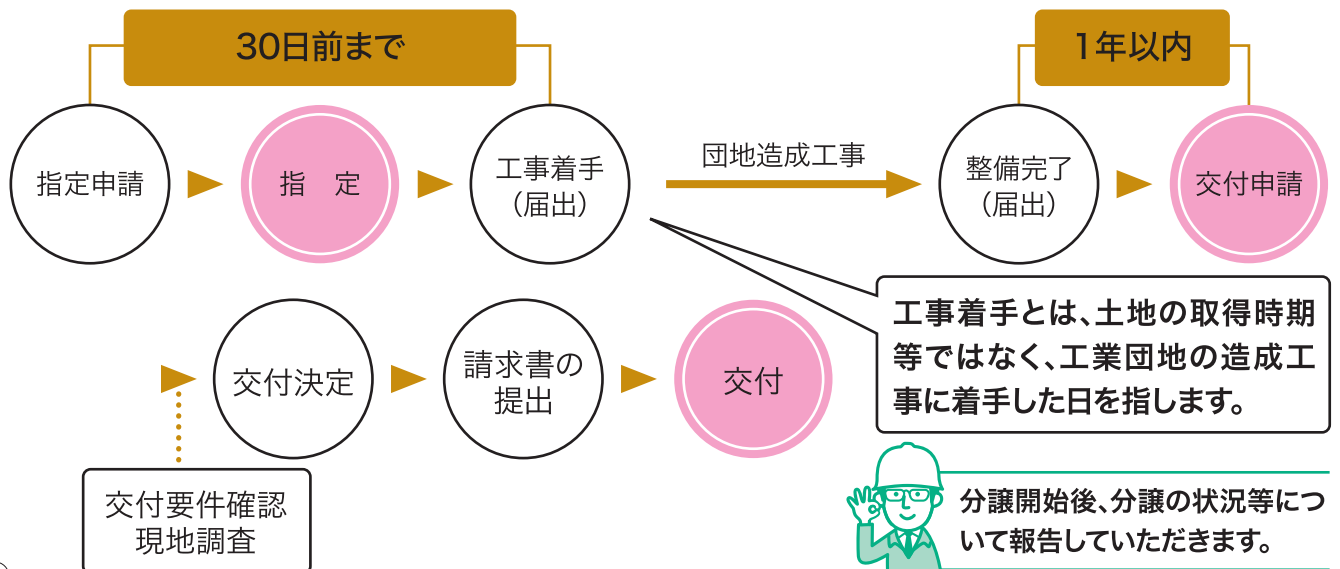 30日前まで
1年以内
指定申請
指　定
工事着手
（届出）
団地造成工事
整備完了
（届出）
交付申請
工事着手とは、土地の取得時期
等ではなく、工業団地の造成工
事に着手した日を指します。
交付決定
請求書の
提出
交付
交付要件確認
現地調査
分譲開始後、分譲の状況等につ
いて報告していただきます。